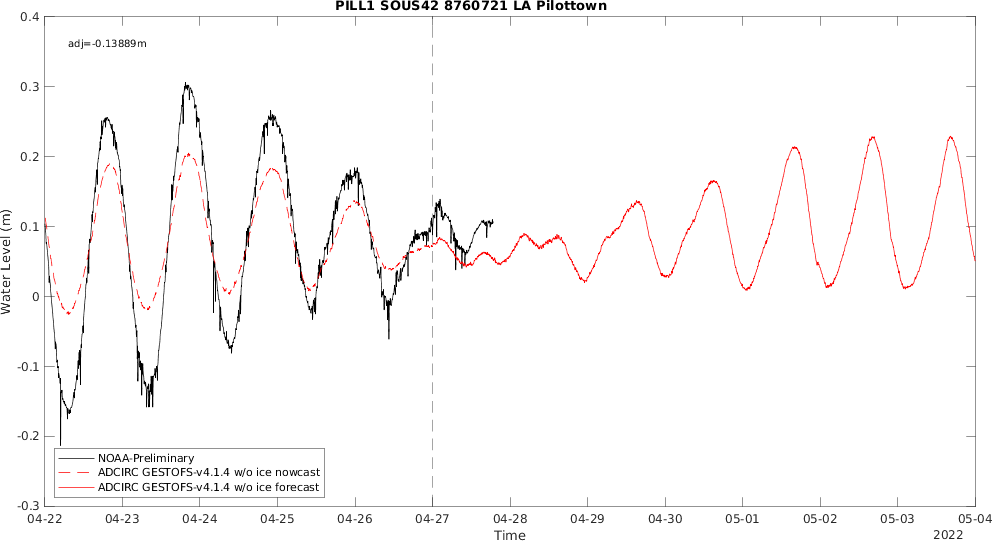 PILL1 SOUS42 8760721 LA Pilottown
adj=-0.13889m
Water Level (m)
0.4
0.3
0.2
0.1
0
-0.1
-0.2
-0.3
NOAA-Preliminary
ADCIRC GESTOFS-v4.1.4 w/o ice nowcast
ADCIRC GESTOFS-v4.1.4 w/o ice forecast
04-22 04-23 04-24 04-25 04-26 04-27 04-28 04-29 04-30 05-01 05-02 05-03 05-04
Time
2022